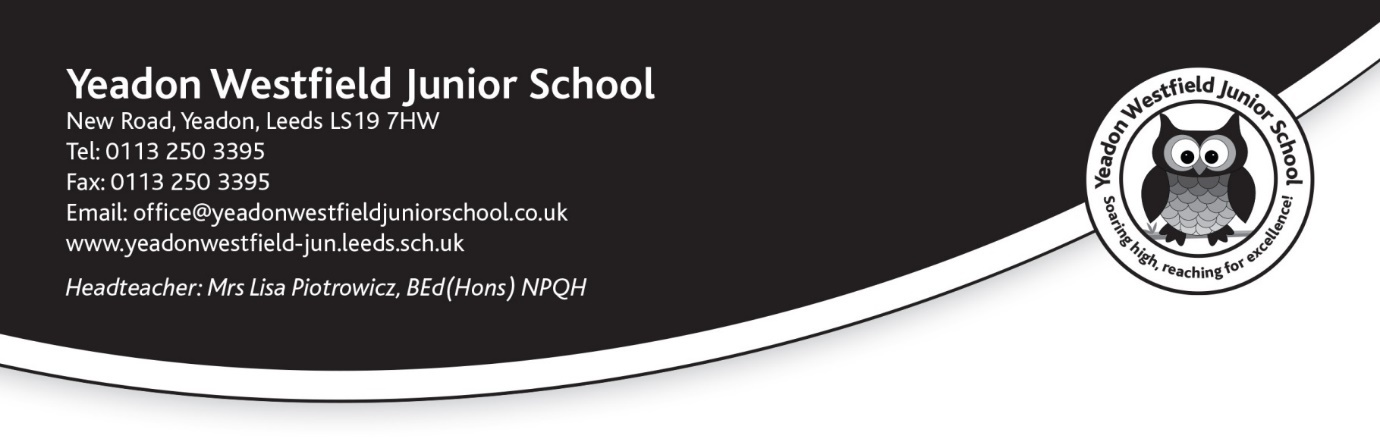 Yeadon Westfield Junior School
New Road, Yeadon, Leeds LS19 7HW
Tel: 0113 250 3395
Fax: 0113 250 3395
Email: office@yeadonwestfieldjuniorschool.co.uk
www.yeadonwestfield-jun.leeds.sch.uk
Headteacher: Mrs Lisa Piotrowicz, BEd(Hons) NPQH
Yeadon Westfield Junior School
Soaring high, reaching for excellence!